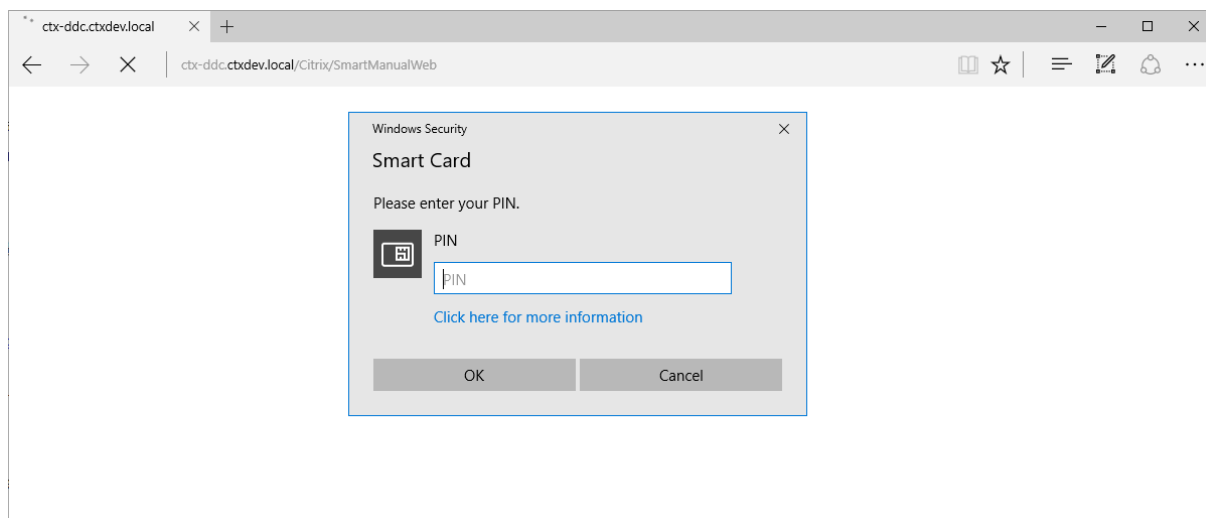 ctx-ddc.ctxdev.local
ctx-ddc.ctxdev.local/Citrix/SmartManualWeb
Windows Security
Smart Card
Please enter your PIN.
PIN
PIN
Click here for more information
OK Cancel